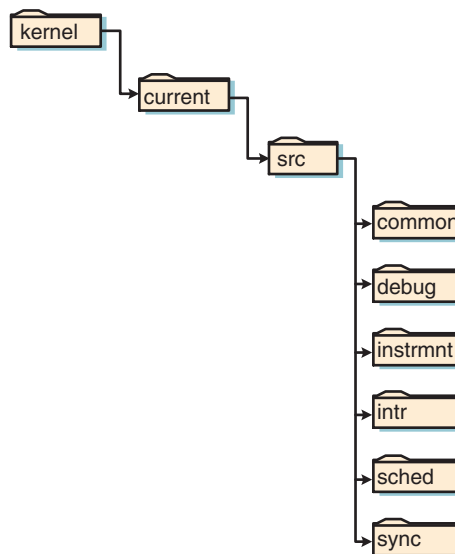 kernel
current
src
common
debug
instrmnt
intr
sched
sync